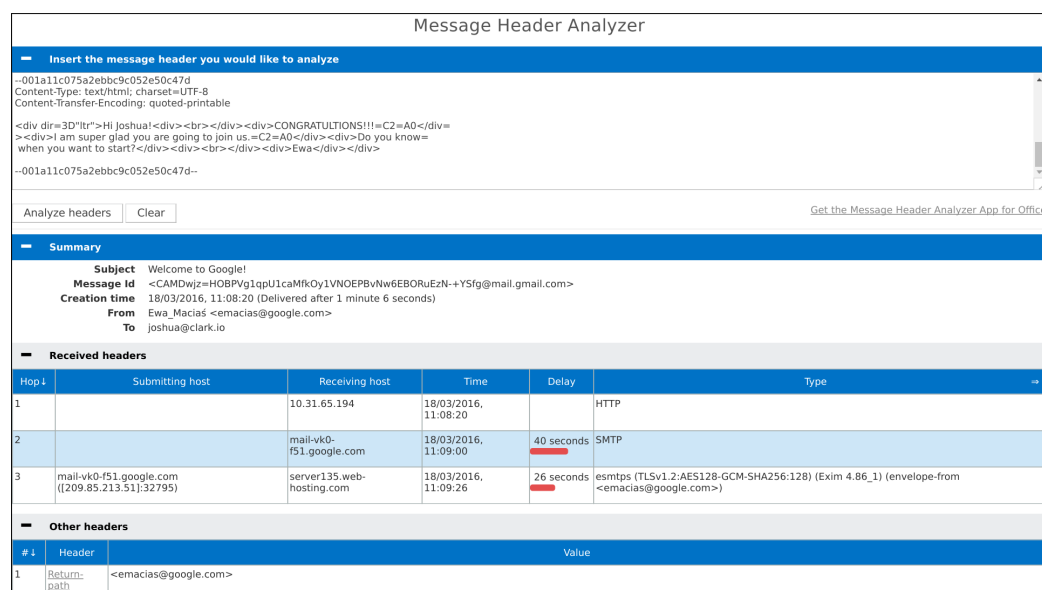 Message Header Analyzer
Insert the message header you would like to analyze
--001a11c075a2ebbc9c052e50c47d
Content-Type: text/html; charset=UTF-8
Content-Transfer-Encoding: quoted-printable
<div dir=3D"ltr">Hi Joshua!<div><br></div><div>CONGRATULTIONS!!!=C2=A0</div=
><div>I am super glad you are going to join us.=C2=A0</div><div>Do you know=
when you want to start?</div><div><br></div><div>Ewa</div></div>
--001a11c075a2ebbc9c052e50c47d--
Analyze headers Clear Get the Message Header Analyzer App for Office
Summary
Subject Welcome to Google!
Message Id <CAMDwjz=HOBPVg1qpU1caMfkOy1VNOEPBvNw6EBORuEzN-+YSfg@mail.gmail.com>
Creation time 18/03/2016, 11:08:20 (Delivered after 1 minute 6 seconds)
From Ewa_Maciaś <emacias@google.com>
To joshua@clark.io
Received headers
Hop↓ Submitting host Receiving host Time Delay Type ⇒
1 10.31.65.194 18/03/2016, HTTP
11:08:20
2 mail-vk0- 18/03/2016, 40 seconds SMTP
f51.google.com 11:09:00
3 mail-vk0-f51.google.com server135.web- 18/03/2016, 26 seconds esmtps (TLSv1.2:AES128-GCM-SHA256:128) (Exim 4.86_1) (envelope-from
([209.85.213.51]:32795) hosting.com 11:09:26 <emacias@google.com>)
Other headers
#↓ Header Value
1 Return- <emacias@google.com>
path